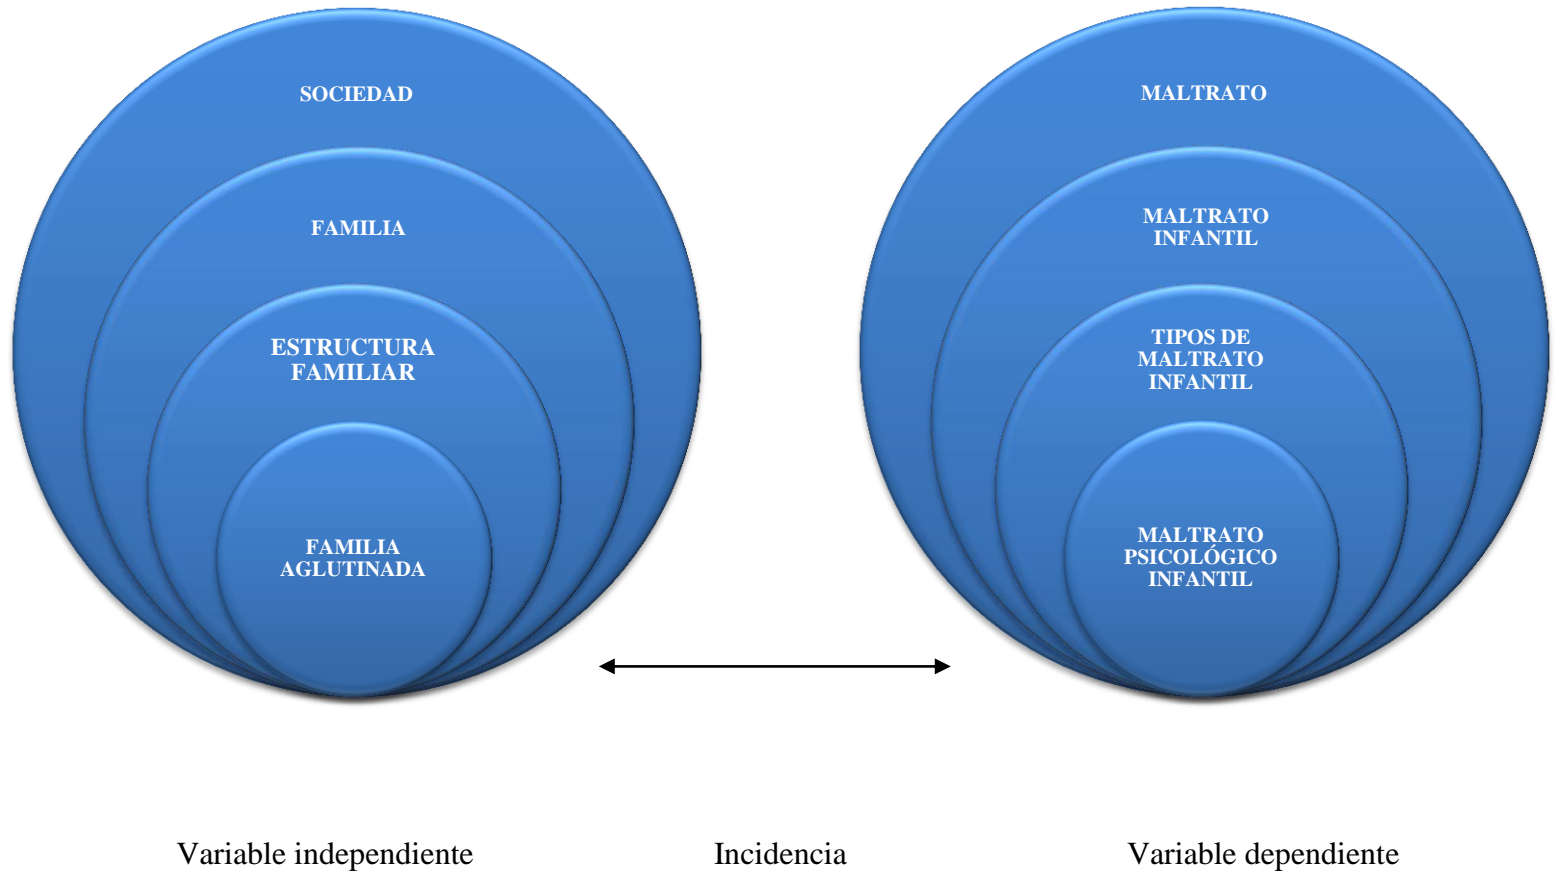 SOCIEDAD
FAMILIA
ESTRUCTURA
FAMILIAR
FAMILIA
AGLUTINADA
MALTRATO
MALTRATO
INFANTIL
TIPOS DE
MALTRATO
INFANTIL
MALTRATO
PSICOLÓGICO
INFANTIL
Variable independiente
Incidencia
Variable dependiente